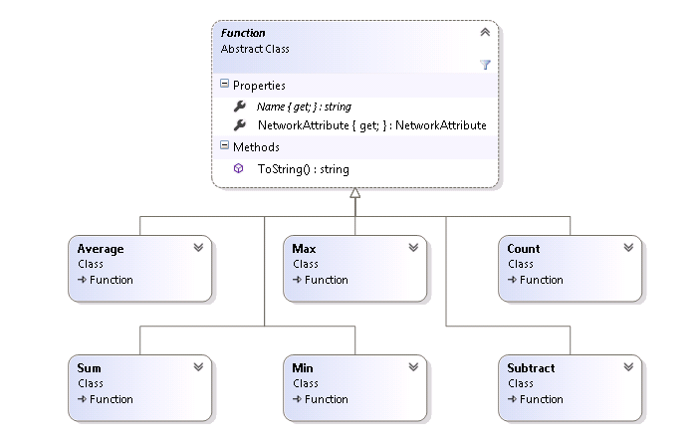 Function
Abstract Class
Properties
Name { get; } : string
NetworkAttribute { get; } : NetworkAttribute
Methods
ToString() : string
Average
Class
Function
Max
Class
Function
Count
Class
Function
Sum
Class
Function
Min
Class
Function
Subtract
Class
Function